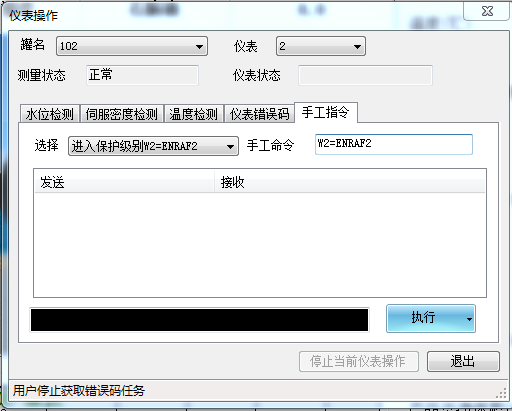 仪表操作
罐名 102 仪表 2
测量状态 正常 仪表状态
水位检测 伺服密度检测 温度检测 仪表错误码 手工指令
选择 进入保护级别W2=ENRAF2 手工命令 W2=ENRAF2
发送 接收
执行
停止当前仪表操作 退出
用户停止获取错误码任务